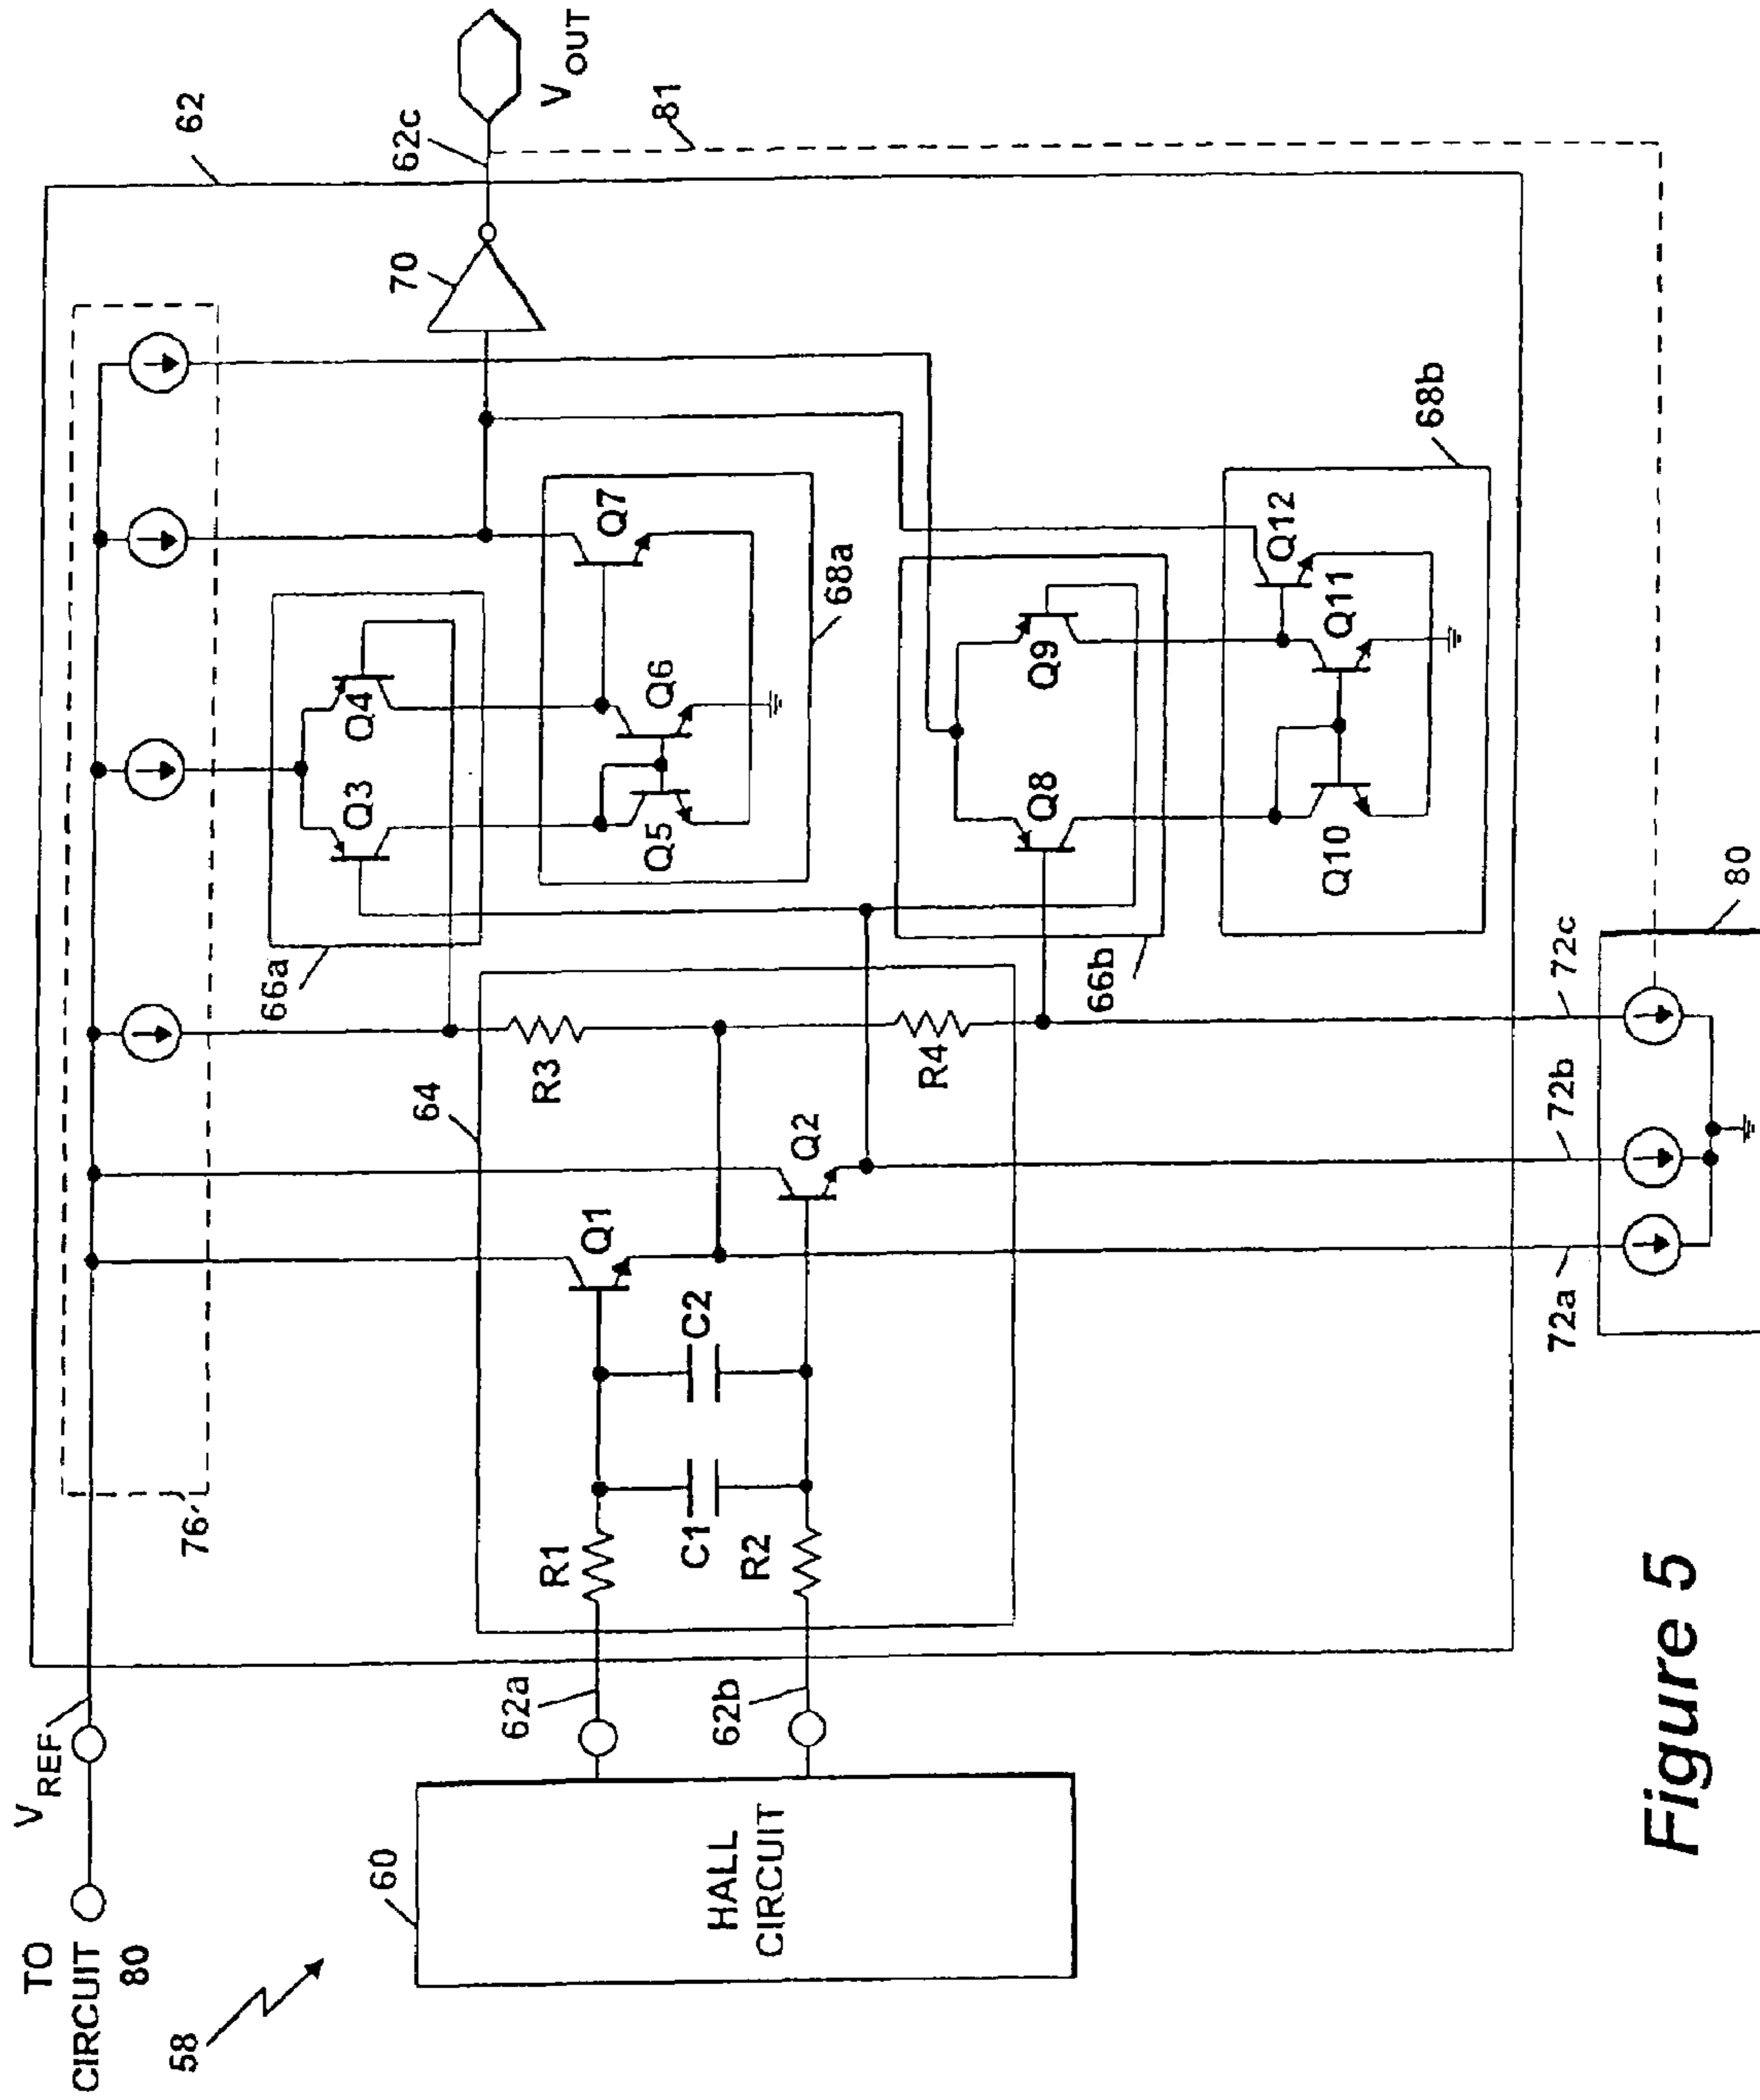 TO
CIRCUIT
80
V REF
58
60
HALL
CIRCUIT
62a
62b
62
76
64
R1
C1
R2
C2
Q1
Q2
R3
R4
66a
Q3
Q4
Q5
Q6
Q7
68a
66b
Q8
Q9
Q10
Q11
Q12
68b
70
62c
V OUT
81
72a
72b
72c
80
Figure 5